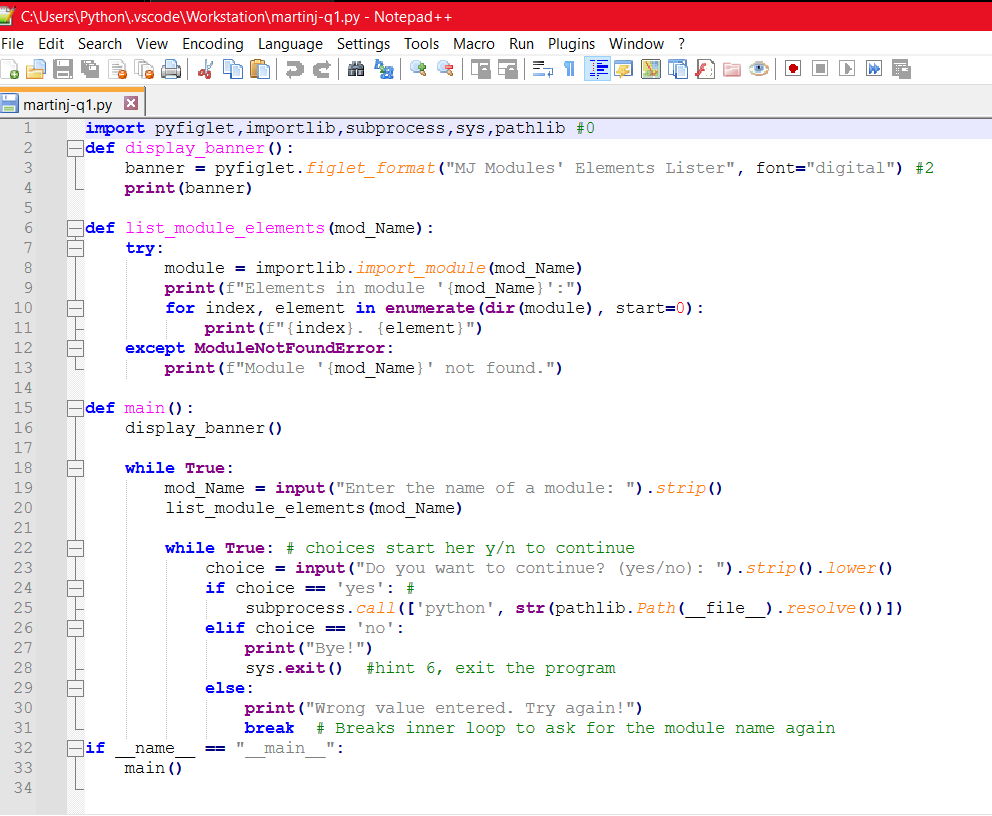 C:\Users\Python\.vscode\Workstation\martinj-q1.py - Notepad++
File Edit Search View Encoding Language Settings Tools Macro Run Plugins Window ?
martinj-q1.py
1 import pyfiglet,importlib,subprocess,sys,pathlib #0
2 def display_banner():
3     banner = pyfiglet.figlet_format("MJ Modules' Elements Lister", font="digital") #2
4     print(banner)
5
6 def list_module_elements(mod_Name):
7     try:
8         module = importlib.import_module(mod_Name)
9         print(f"Elements in module '{mod_Name}':")
10         for index, element in enumerate(dir(module), start=0):
11             print(f"{index}. {element}")
12     except ModuleNotFoundError:
13         print(f"Module '{mod_Name}' not found.")
14
15 def main():
16     display_banner()
17
18     while True:
19         mod_Name = input("Enter the name of a module: ").strip()
20         list_module_elements(mod_Name)
21
22         while True: # choices start her y/n to continue
23             choice = input("Do you want to continue? (yes/no): ").strip().lower()
24             if choice == 'yes': #
25                 subprocess.call(['python', str(pathlib.Path(__file__).resolve())])
26             elif choice == 'no':
27                 print("Bye!")
28                 sys.exit()  #hint 6, exit the program
29             else:
30                 print("Wrong value entered. Try again!")
31                 break  # Breaks inner loop to ask for the module name again
32 if __name__ == "__main__":
33     main()
34